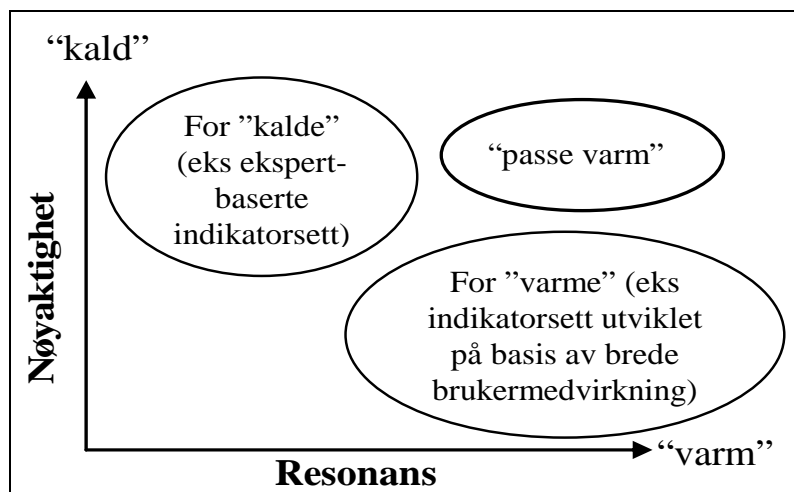 “kald”
For ”kalde”
(eks ekspert-
baserte
indikatorsett)
“passe varm”
For ”varme” (eks
indikatorsett utviklet
på basis av brede
brukermedvirkning)
Nøyaktighet
Resonans
“varm”